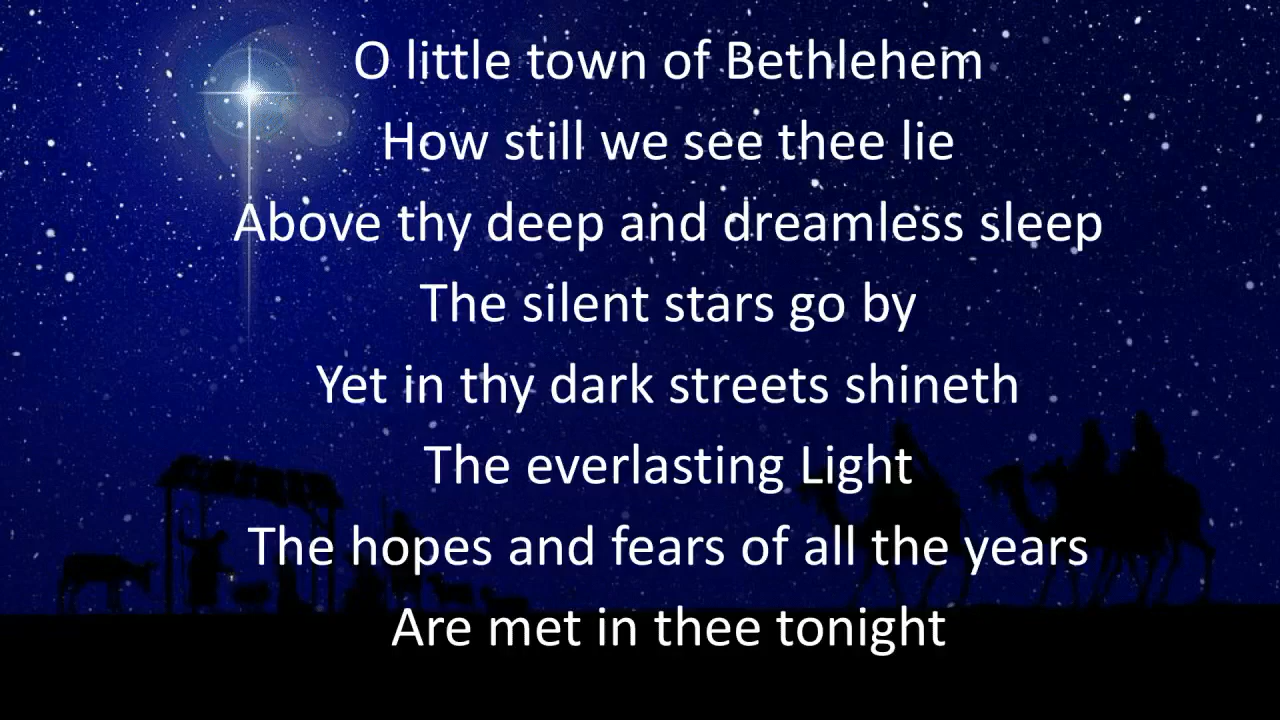 O little town of Bethlehem
How still we see thee lie
Above thy deep and dreamless sleep
The silent stars go by
Yet in thy dark streets shineth
The everlasting Light
The hopes and fears of all the years
Are met in thee tonight